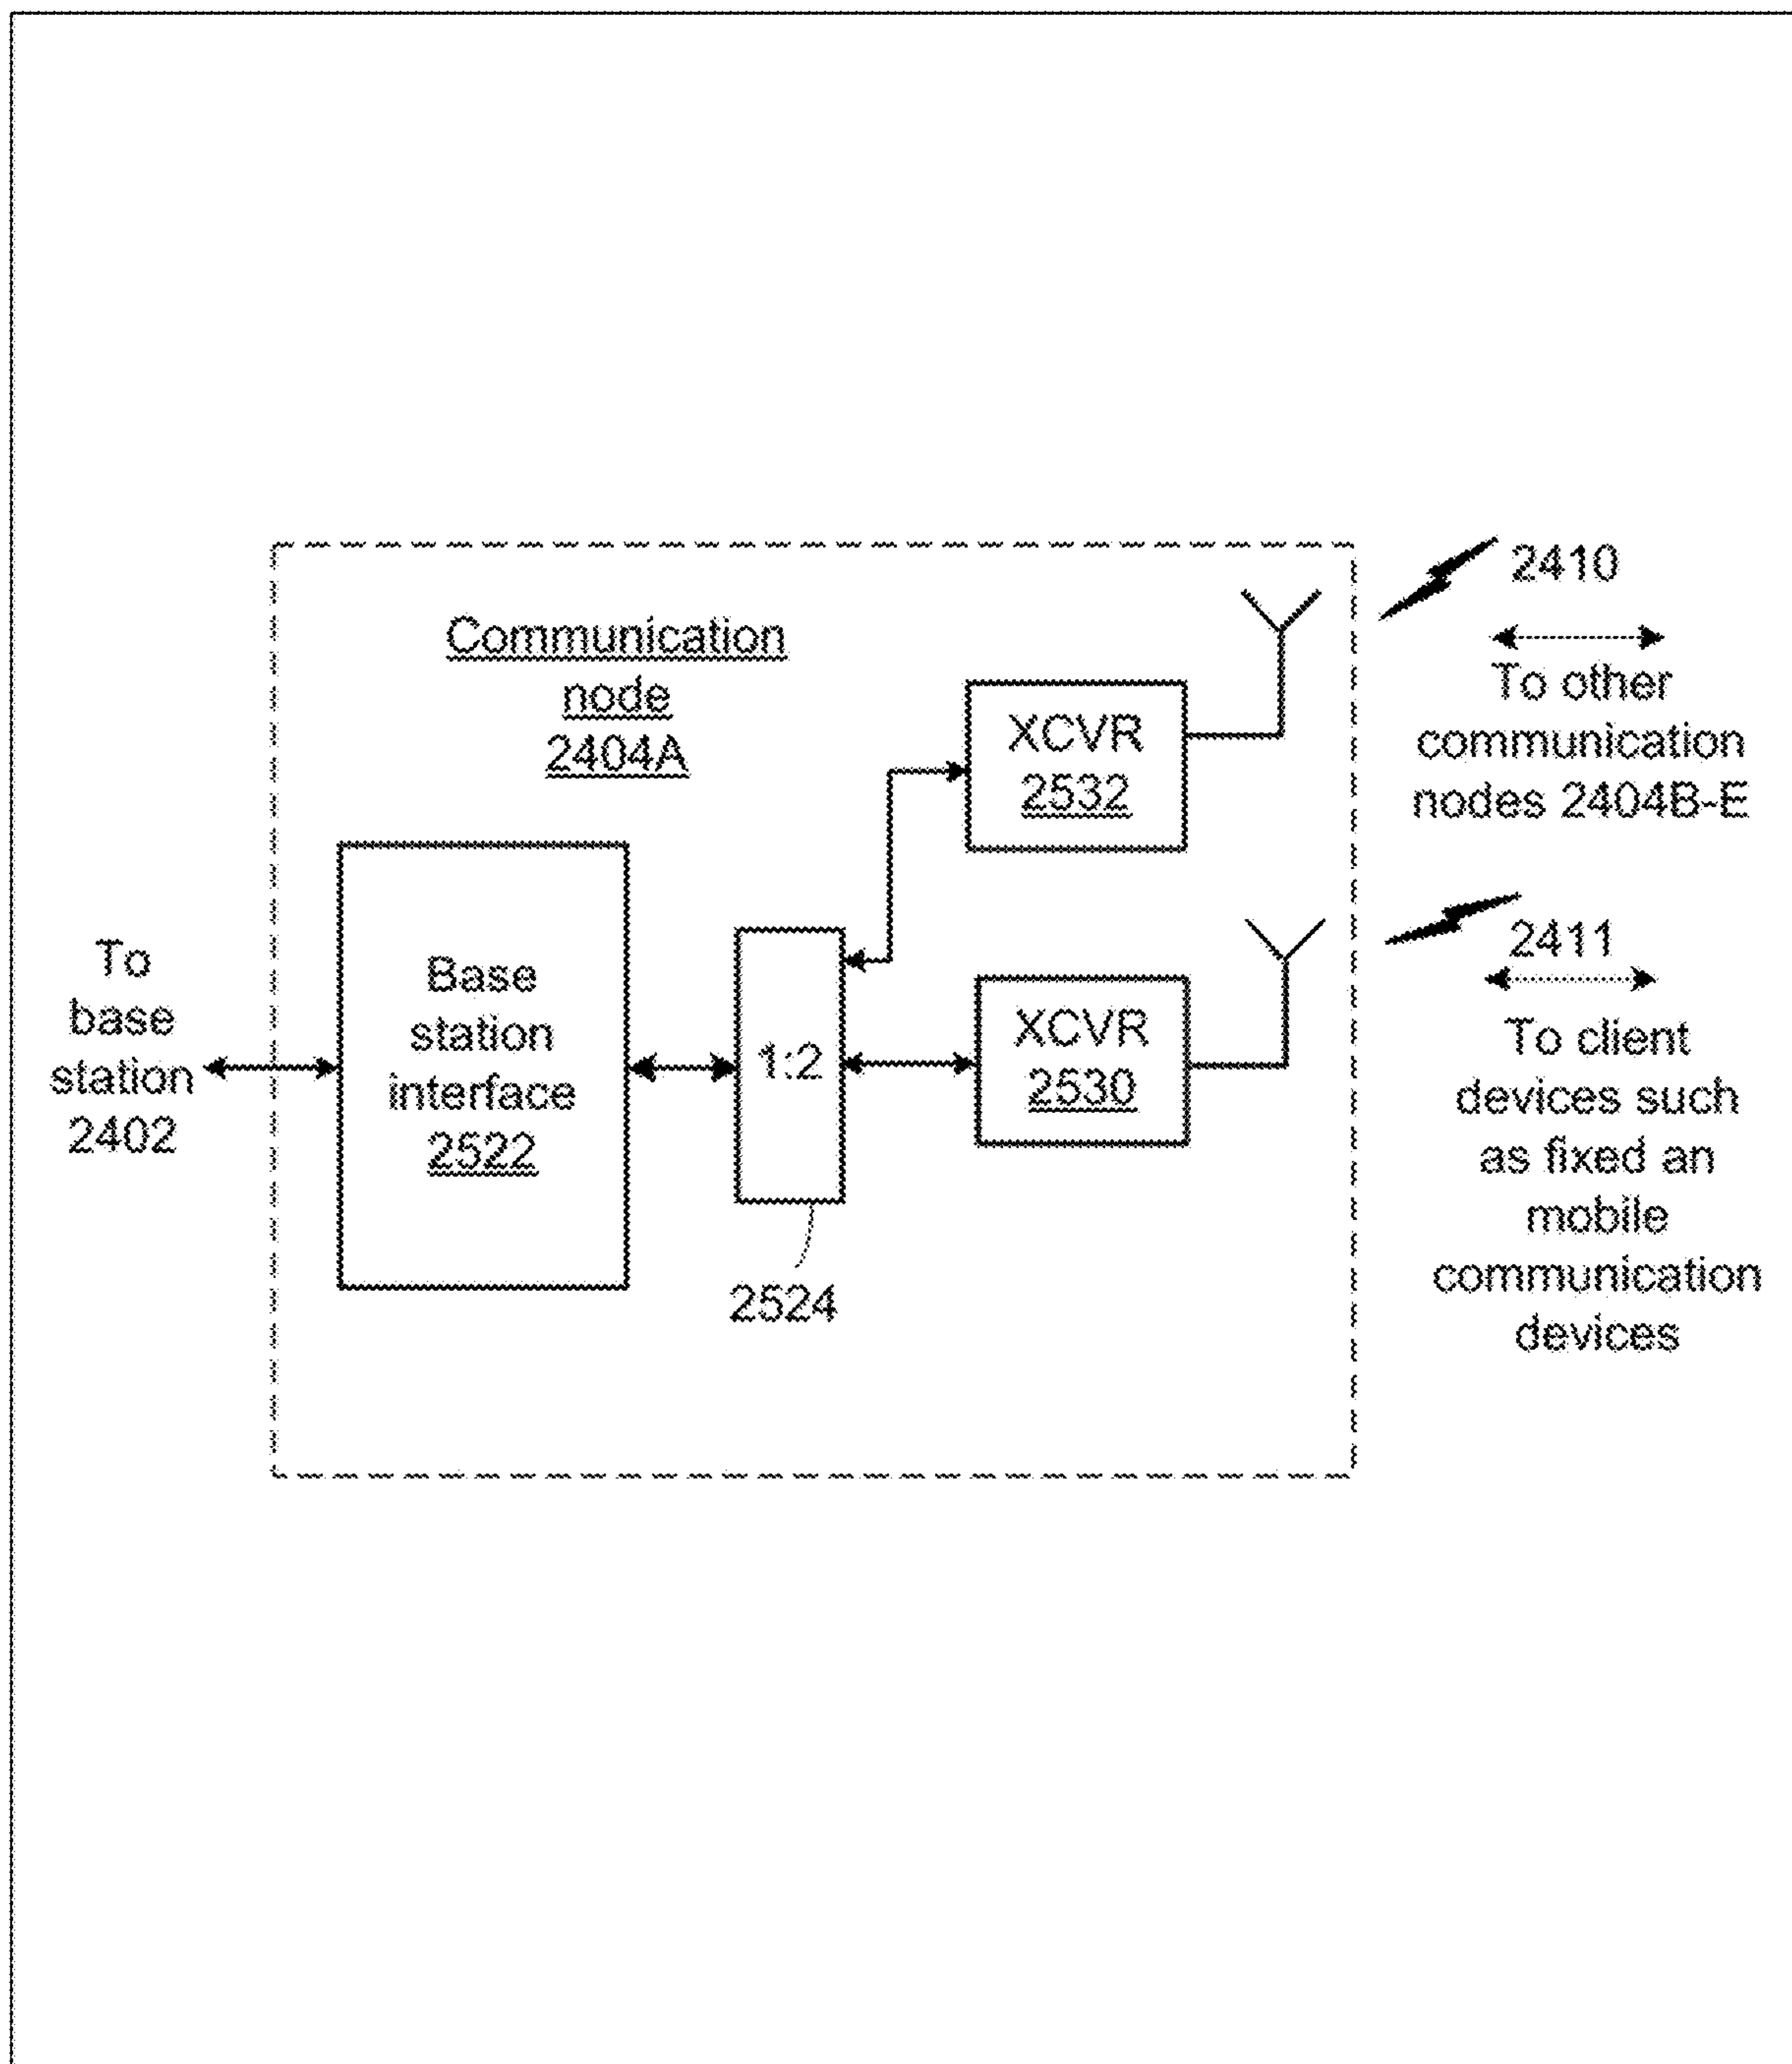 Communication
node
2404A
To
base
station
2402
Base
station
interface
2522
1:2
2524
XCVR
2532
XCVR
2530
2410
To other
communication
nodes 2404B-E
2411
To client
devices such
as fixed an
mobile
communication
devices